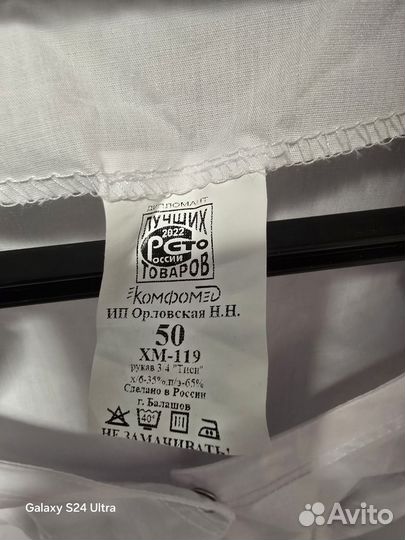 ДИПЛОМАНТ
ЛУЧШИХ
2022
России
ТОВАРОВ
Комфомед
ИП Орловская Н.Н.
50
ХМ-119
рукав 3/4 "Тиси"
х/б-35%.п/э-65%
Сделано в России
г. Балашов
40°
НЕ ЗАМАЧИВАТЬ!
Galaxy S24 Ultra
Avito